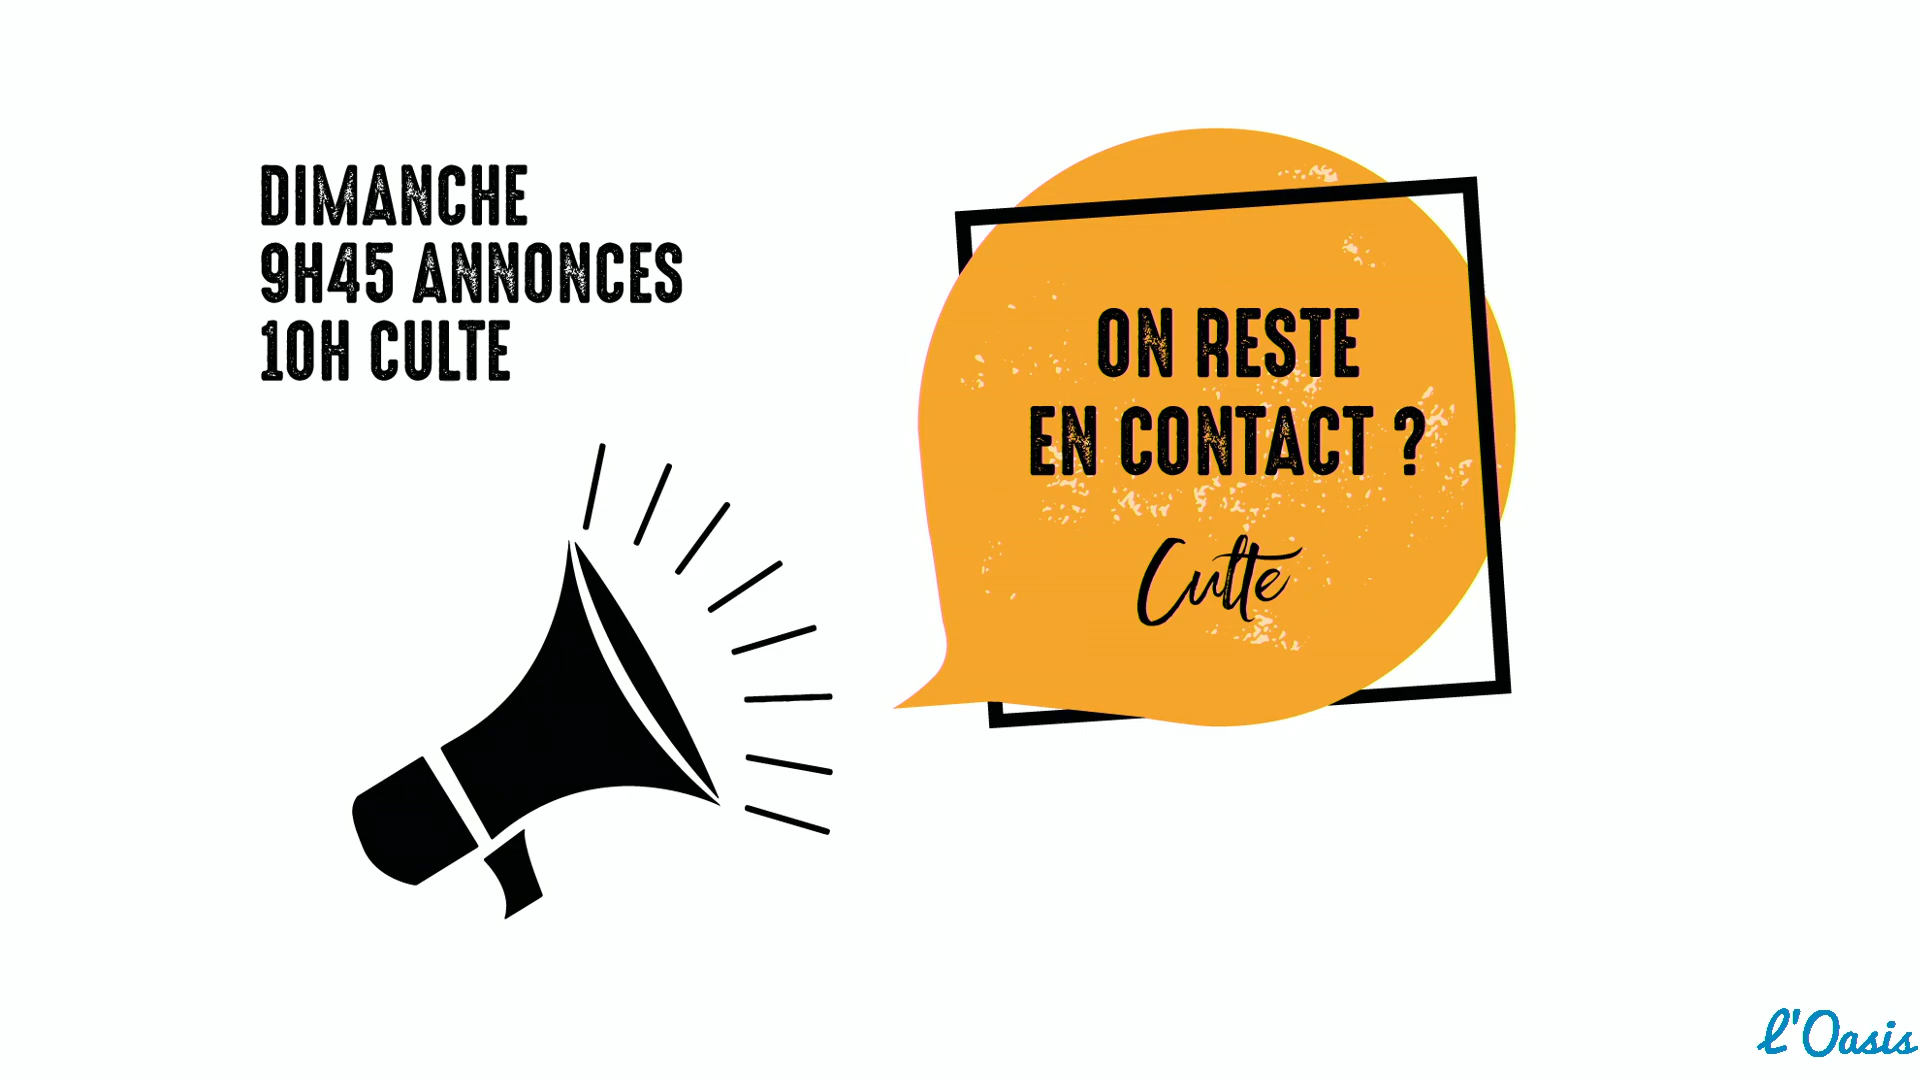 DIMANCHE
9H45 ANNONCES
10H CULTE
ON RESTE
EN CONTACT ?
Culte
l'Oasis